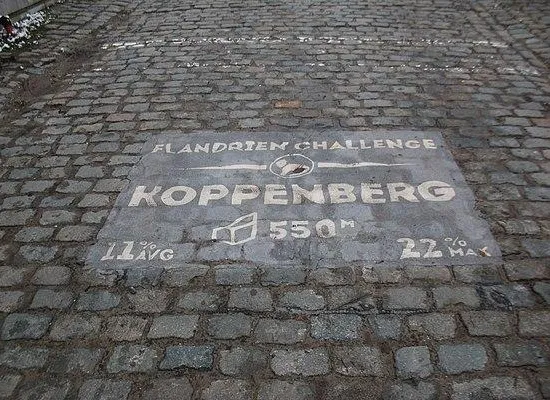 FLANDRIEN CHALLENGE
KOPPENBERG
550M
11% AVG
22% MAX